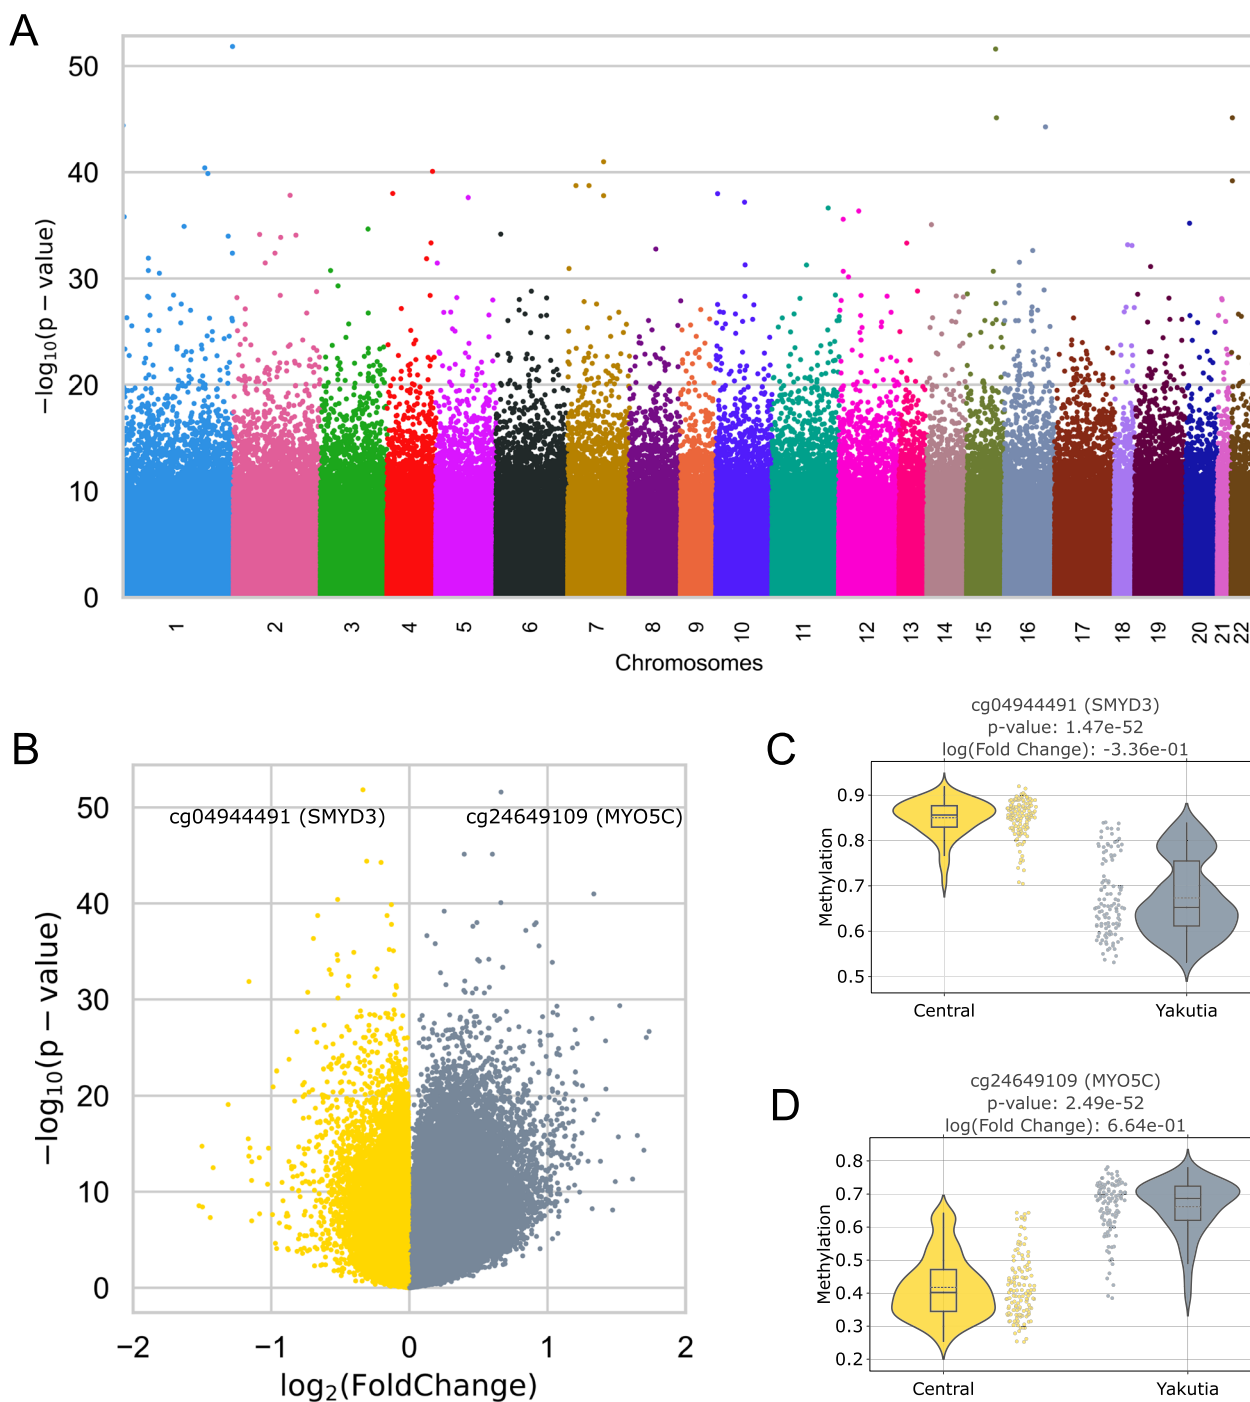 A
−log10(p − value)
50
40
30
20
10
0
1 2 3 4 5 6 7 8 9 10 11 12 13 14 15 16 17 18 19 20 21 22
Chromosomes
B
−log10(p − value)
50
40
30
20
10
0
cg04944491 (SMYD3) cg24649109 (MYO5C)
−2 −1 0 1 2
log2(FoldChange)
C
cg04944491 (SMYD3)
p-value: 1.47e-52
log(Fold Change): -3.36e-01
Methylation
0.9
0.8
0.7
0.6
0.5
Central Yakutia
D
cg24649109 (MYO5C)
p-value: 2.49e-52
log(Fold Change): 6.64e-01
Methylation
0.8
0.7
0.6
0.5
0.4
0.3
0.2
Central Yakutia